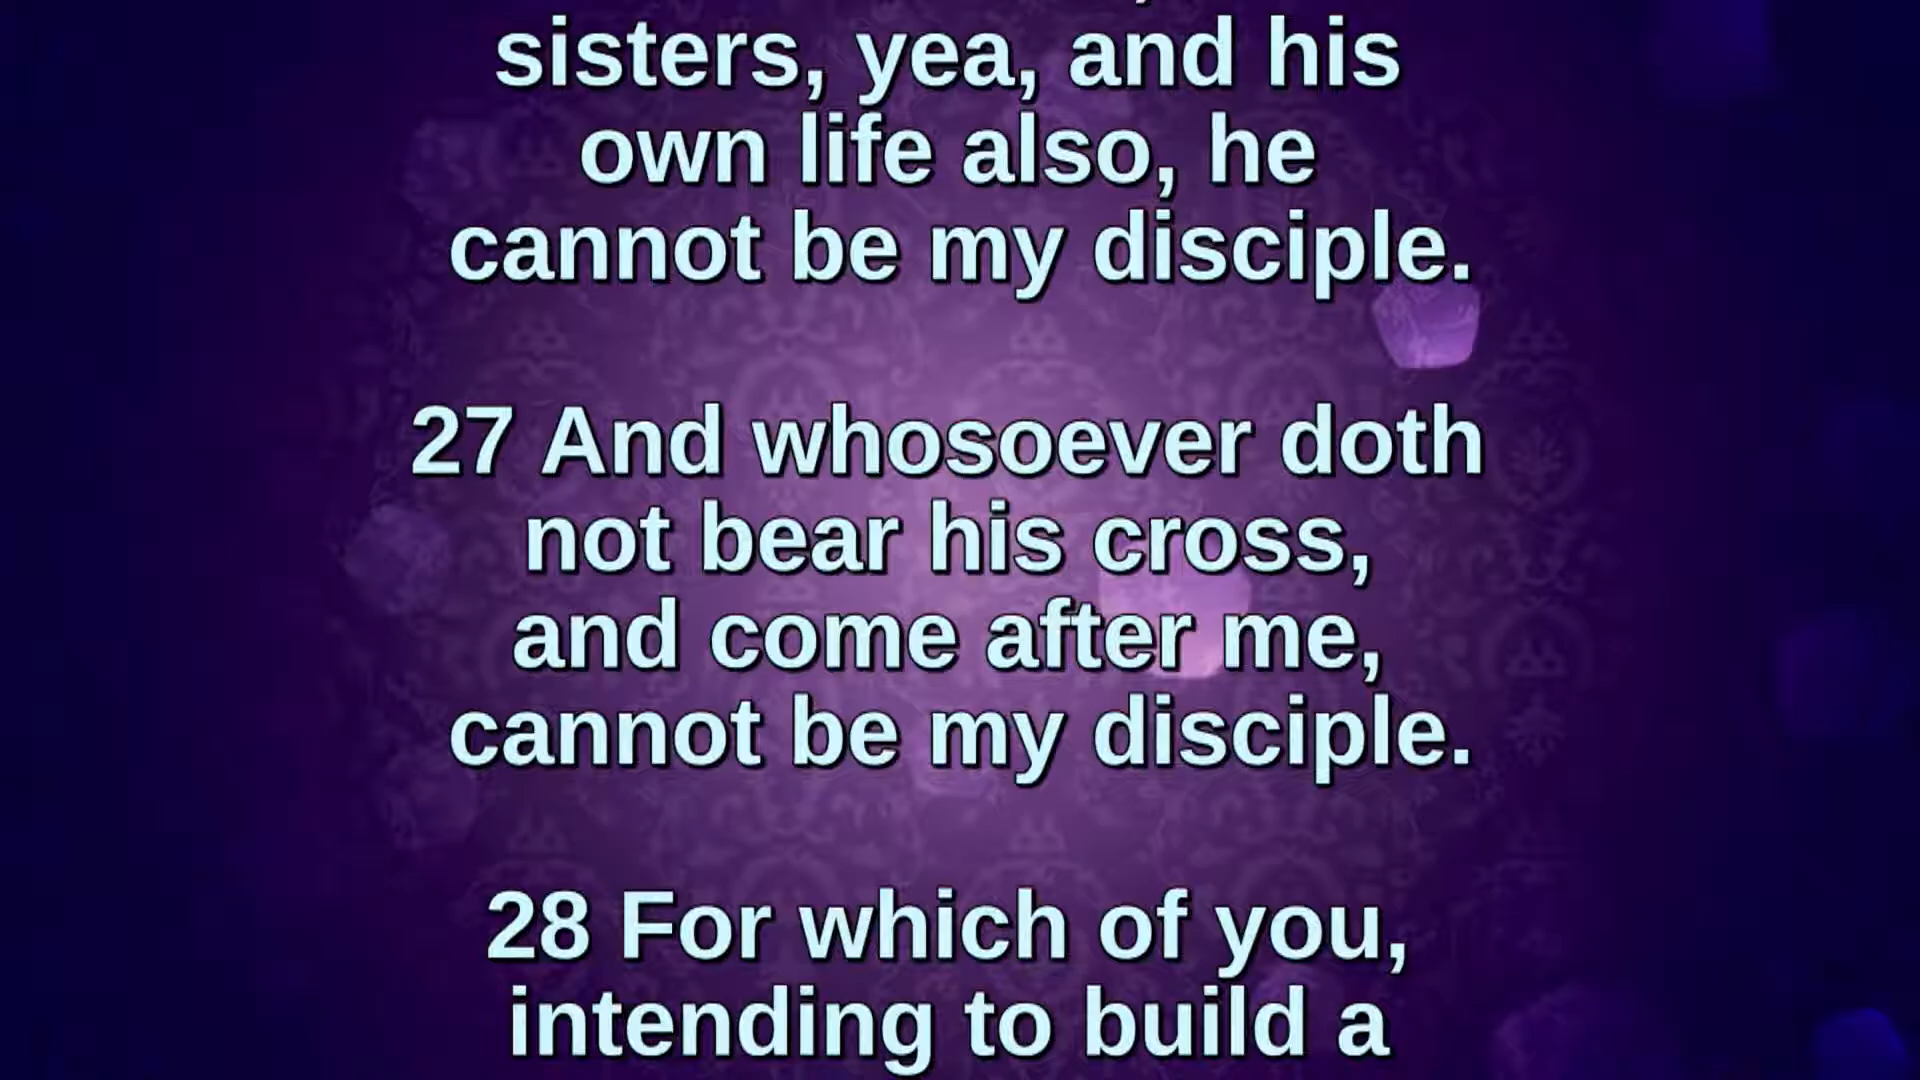 sisters, yea, and his
own life also, he
cannot be my disciple.
27 And whosoever doth
not bear his cross,
and come after me,
cannot be my disciple.
28 For which of you,
intending to build a